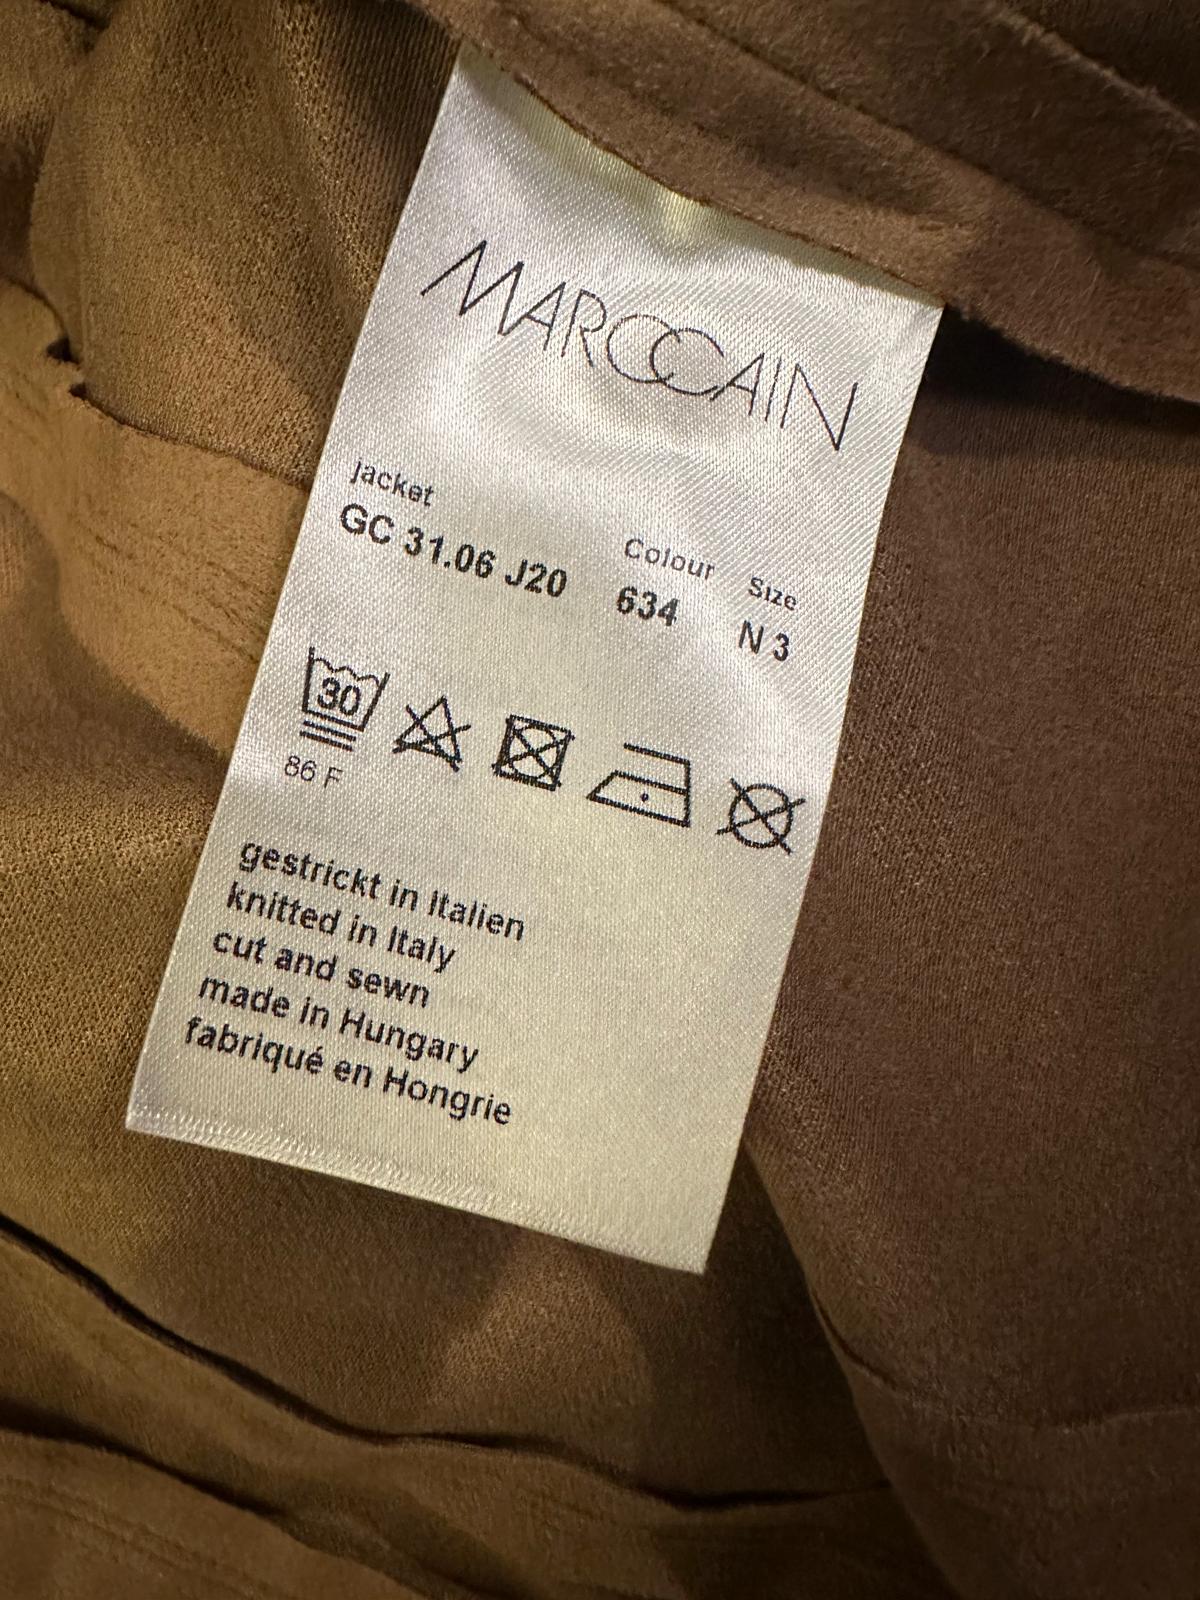 MARCCAIN
jacket
Colour Size
GC 31.06 J20 634 N 3
30
86 F
gestrickt in Italien
knitted in Italy
cut and sewn
made in Hungary
fabriqué en Hongrie